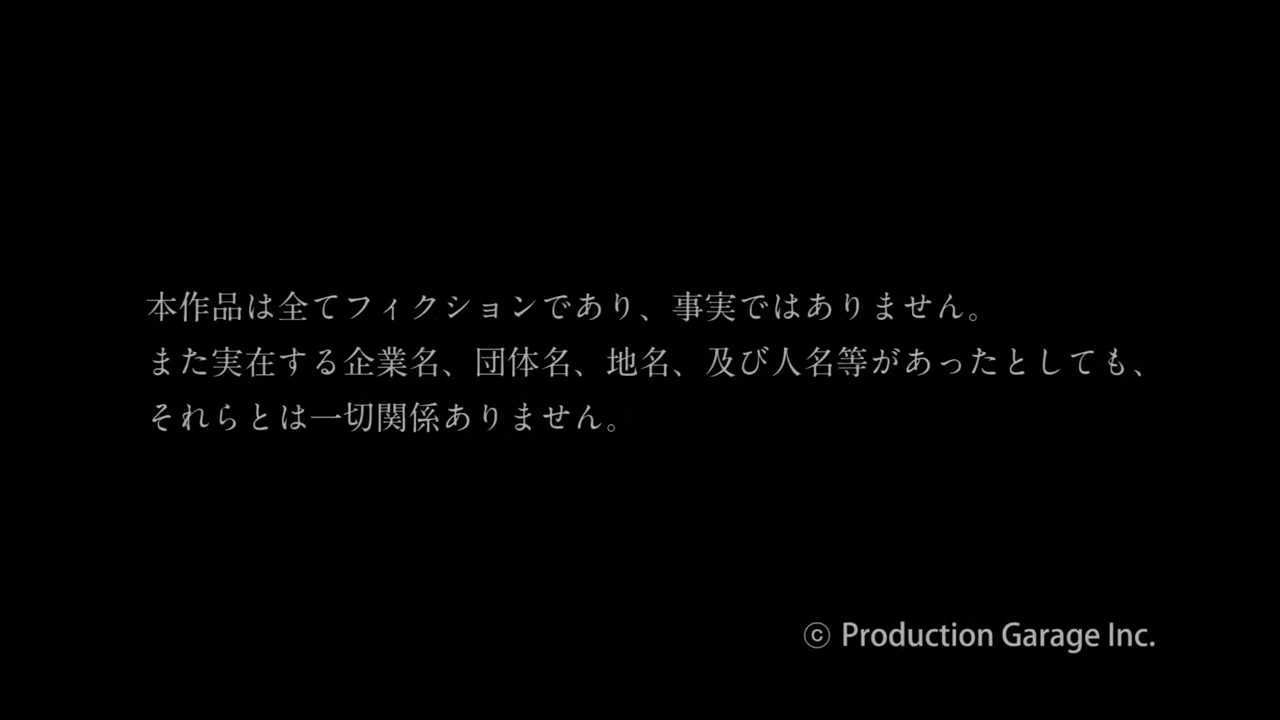 本作品は全てフィクションであり、事実ではありません。
また実在する企業名、団体名、地名、及び人名等があったとしても、
それらとは一切関係ありません。
© Production Garage Inc.